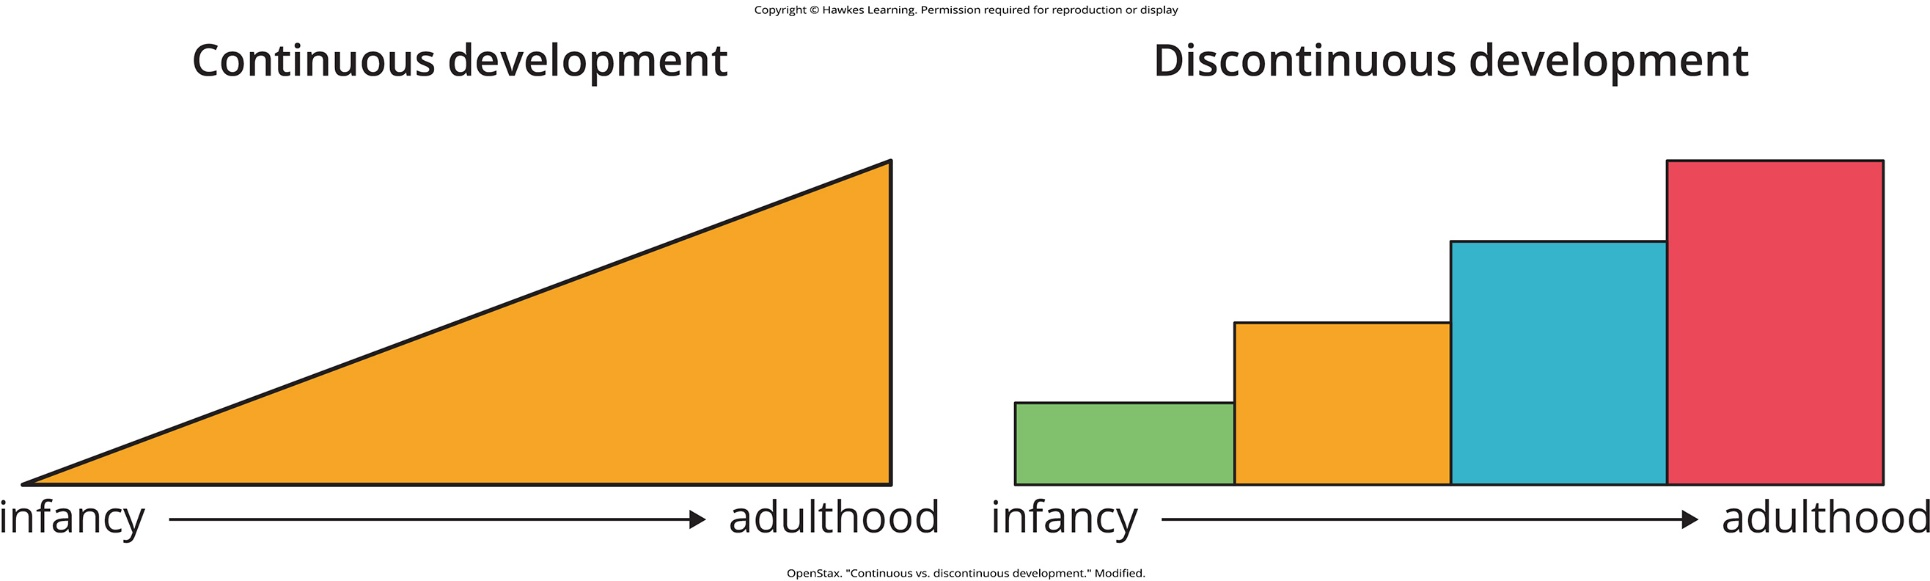 Copyright © Hawkes Learning. Permission required for reproduction or display
Continuous development
Discontinuous development
infancy
adulthood
infancy
adulthood
OpenStax. "Continuous vs. discontinuous development." Modified.